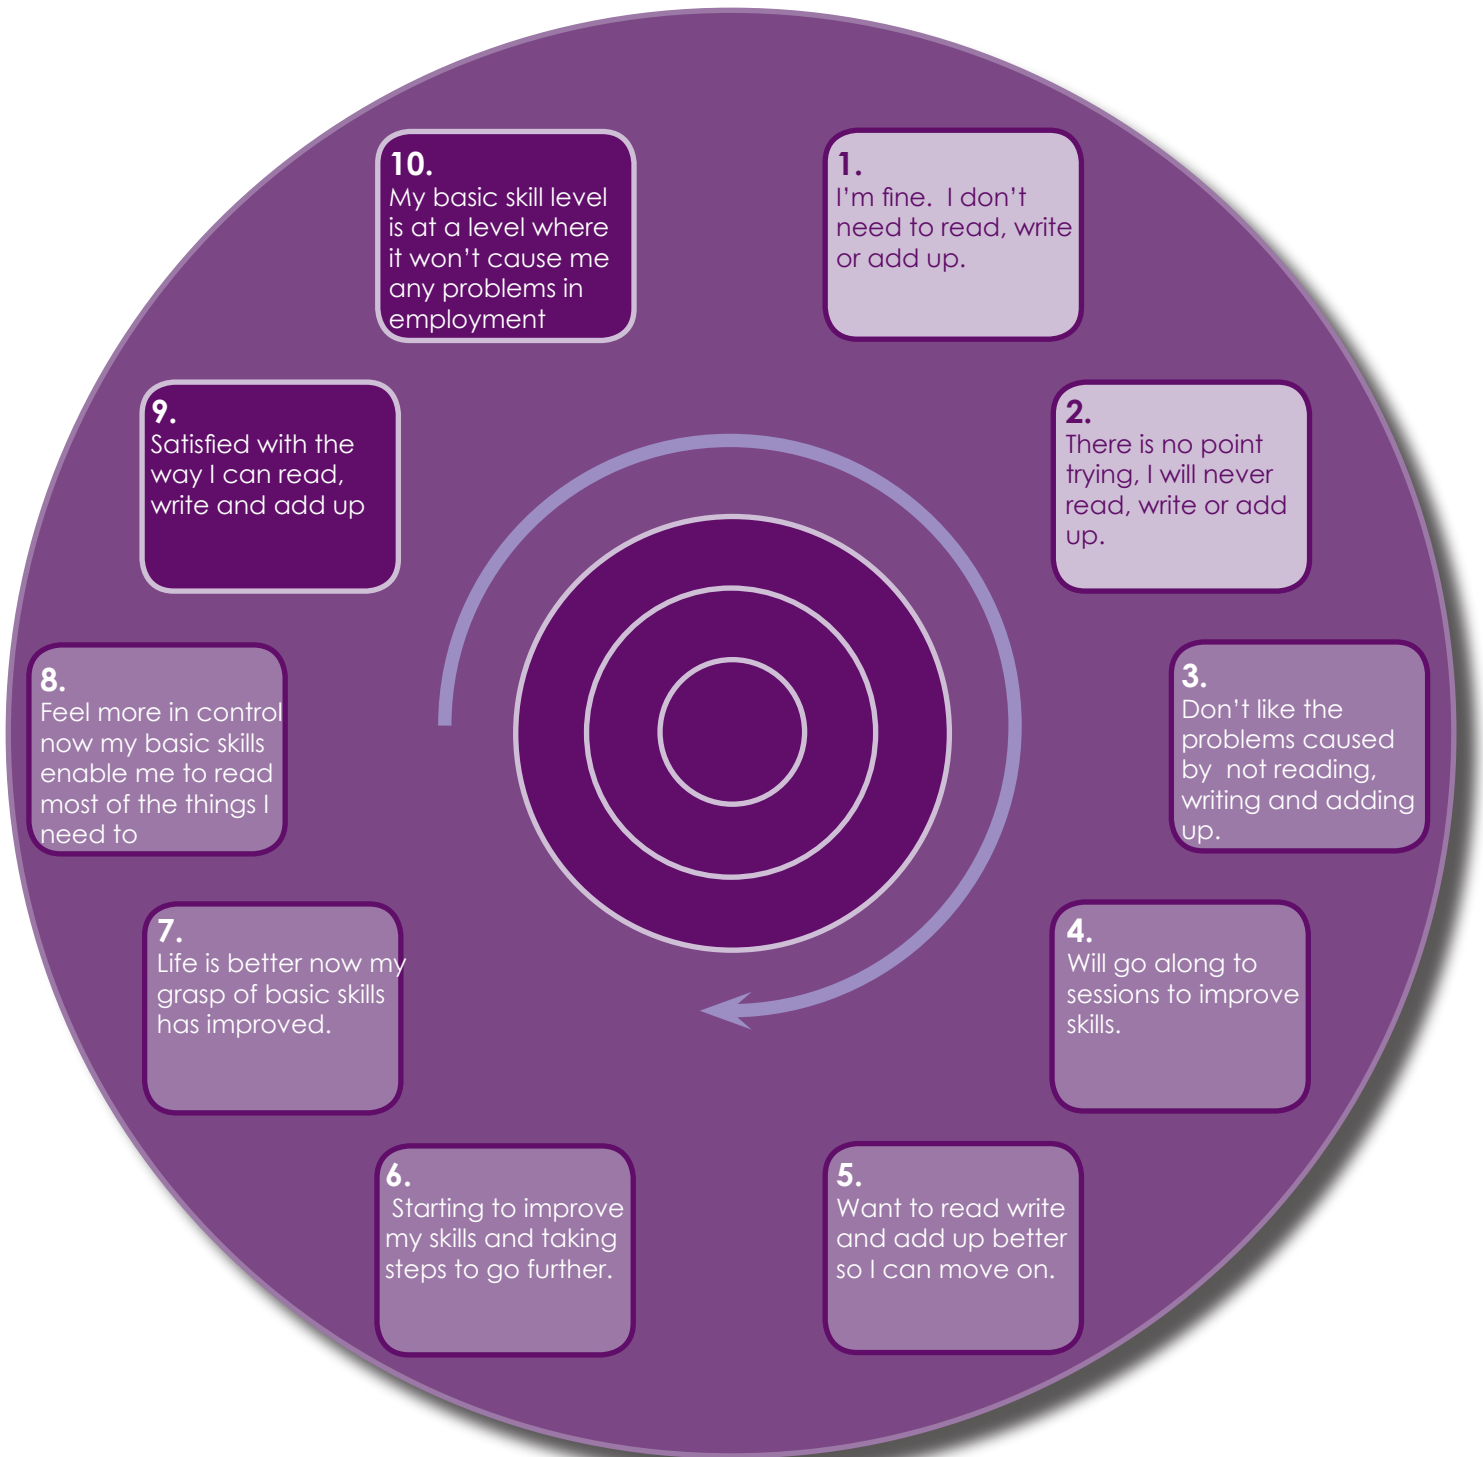 1.
I'm fine.  I don't
need to read, write
or add up.
2.
There is no point
trying, I will never
read, write or add
up.
3.
Don't like the
problems caused
by  not reading,
writing and adding
up.
4.
Will go along to
sessions to improve
skills.
5.
Want to read write
and add up better
so I can move on.
6.
Starting to improve
my skills and taking
steps to go further.
7.
Life is better now my
grasp of basic skills
has improved.
8.
Feel more in control
now my basic skills
enable me to read
most of the things I
need to
9.
Satisfied with the
way I can read,
write and add up
10.
My basic skill level
is at a level where
it won't cause me
any problems in
employment